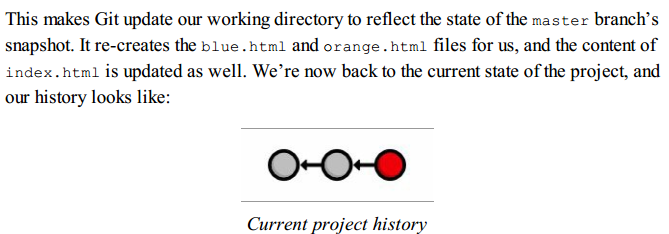 This makes Git update our working directory to reflect the state of the master branch’s
snapshot. It re-creates the blue.html and orange.html files for us, and the content of
index.html is updated as well. We’re now back to the current state of the project, and
our history looks like:
Current project history